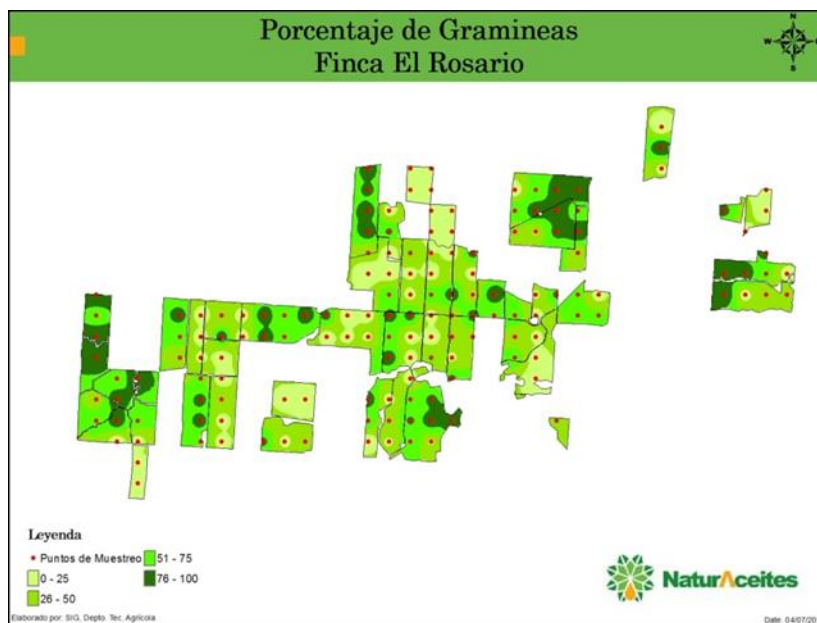 Porcentaje de Gramineas
Finca El Rosario
N
W
S
Leyenda
Puntos de Muestreo
51 - 75
0 - 25
76 - 100
26 - 50
NaturAceites
Elaborado por: SIG, Depto. Tec. Agrícola
Date: 04/07/20